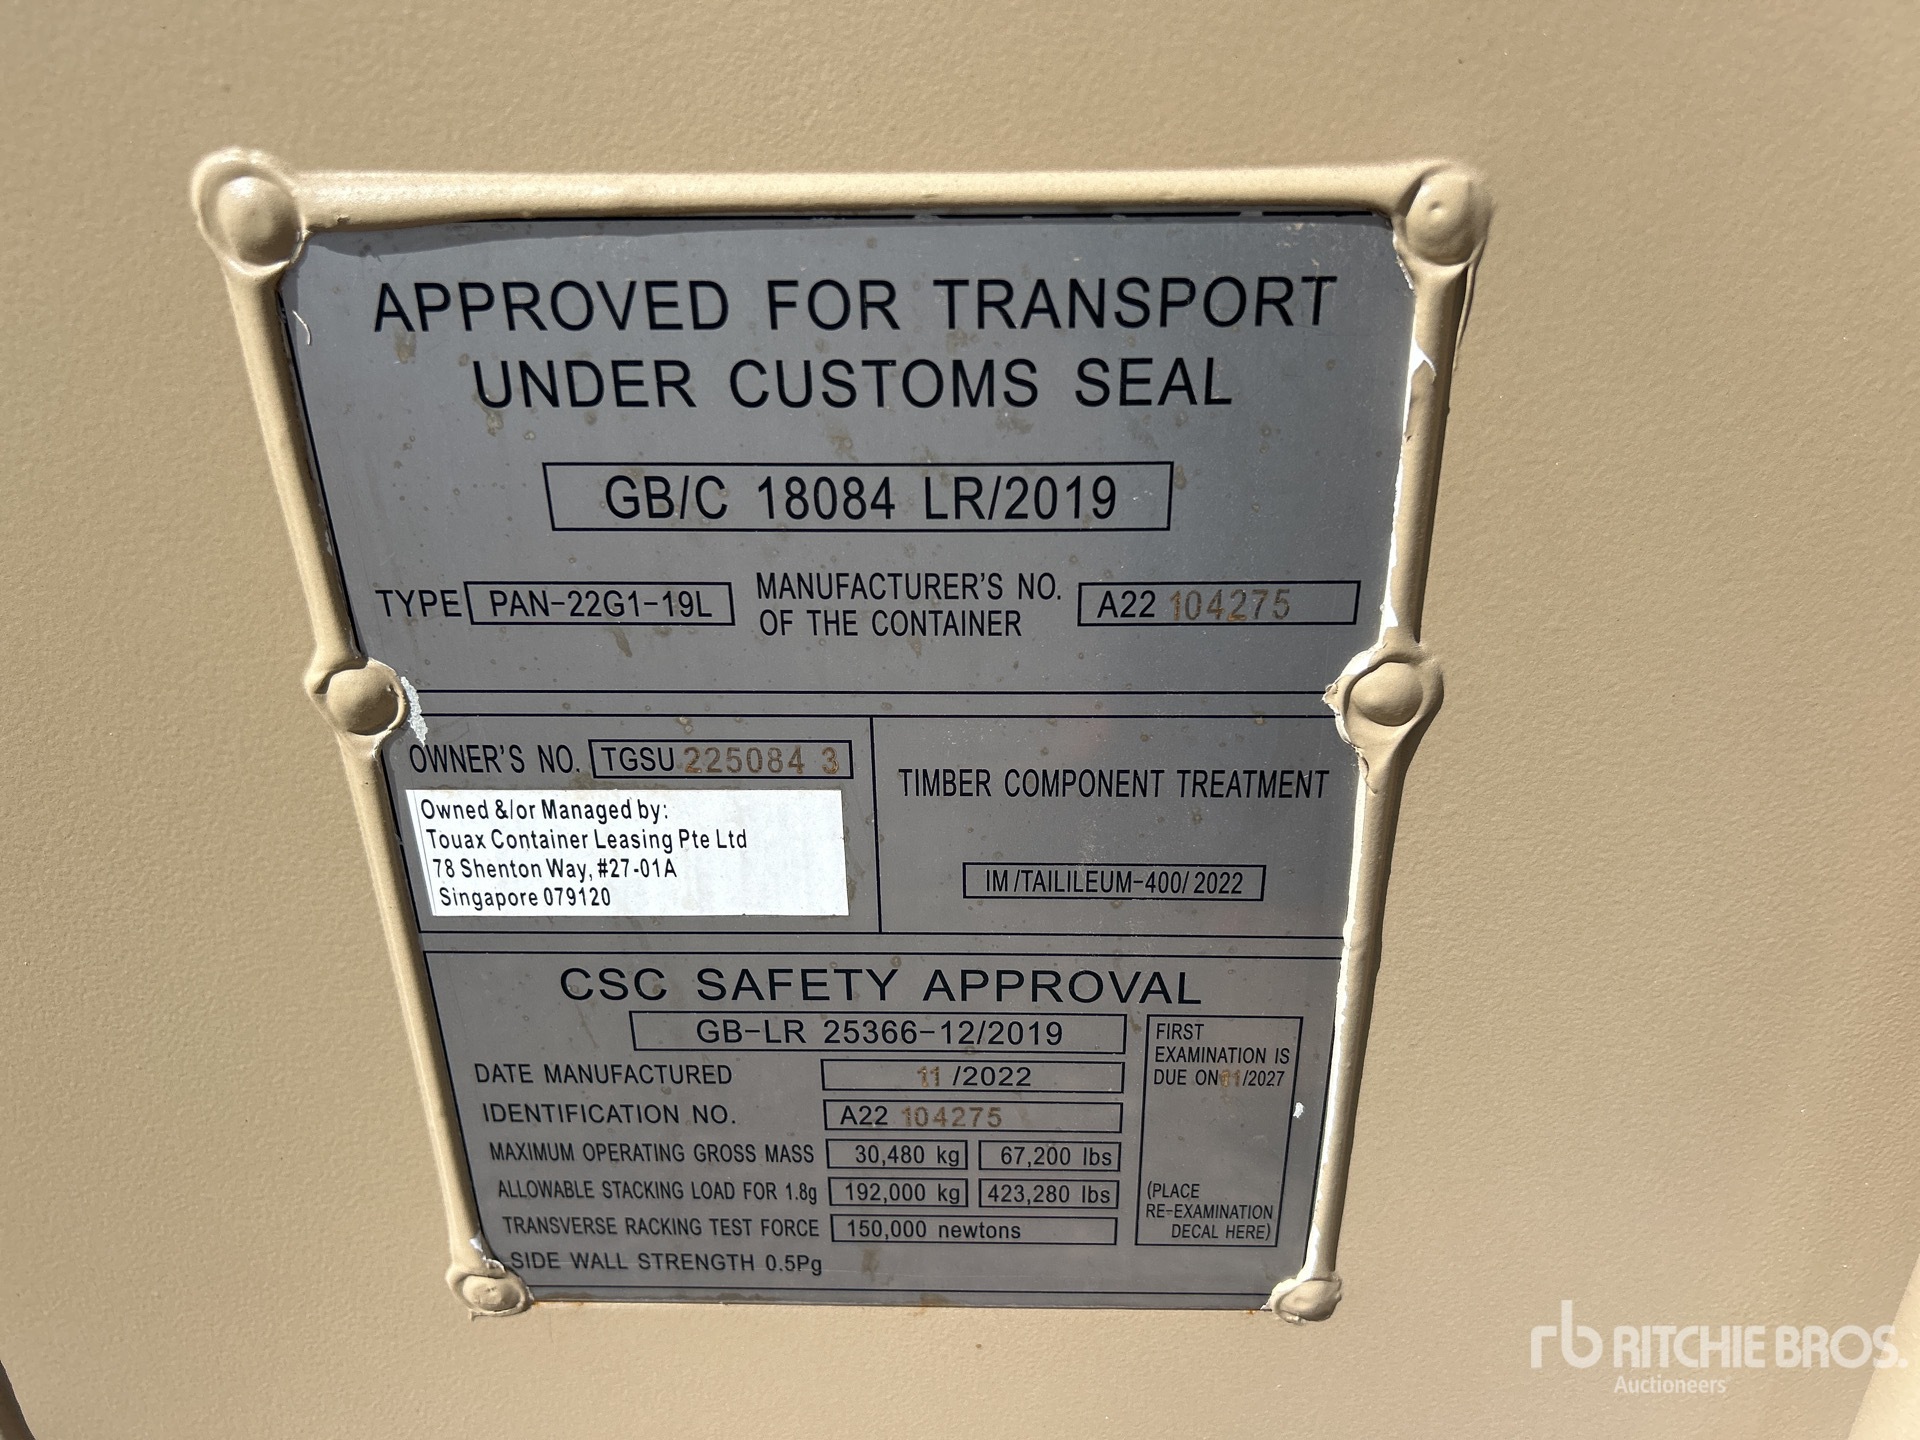 APPROVED FOR TRANSPORT
UNDER CUSTOMS SEAL
GB/C 18084 LR/2019
TYPE PAN-22G1-19L
MANUFACTURER'S NO.
OF THE CONTAINER
A22 104275
OWNER'S NO. TGSU 225084 3
Owned &/or Managed by:
Touax Container Leasing Pte Ltd
78 Shenton Way, #27-01A
Singapore 079120
TIMBER COMPONENT TREATMENT
IM/TAILILEUM-400/2022
CSC SAFETY APPROVAL
GB-LR 25366-12/2019
DATE MANUFACTURED 11 /2022
IDENTIFICATION NO. A22 104275
MAXIMUM OPERATING GROSS MASS 30,480 kg 67,200 lbs
ALLOWABLE STACKING LOAD FOR 1.8g 192,000 kg 423,280 lbs
TRANSVERSE RACKING TEST FORCE 150,000 newtons
SIDE WALL STRENGTH 0.5Pg
FIRST
EXAMINATION IS
DUE ON /2027
(PLACE
RE-EXAMINATION
DECAL HERE)
rb RITCHIE BROS.
Auctioneers